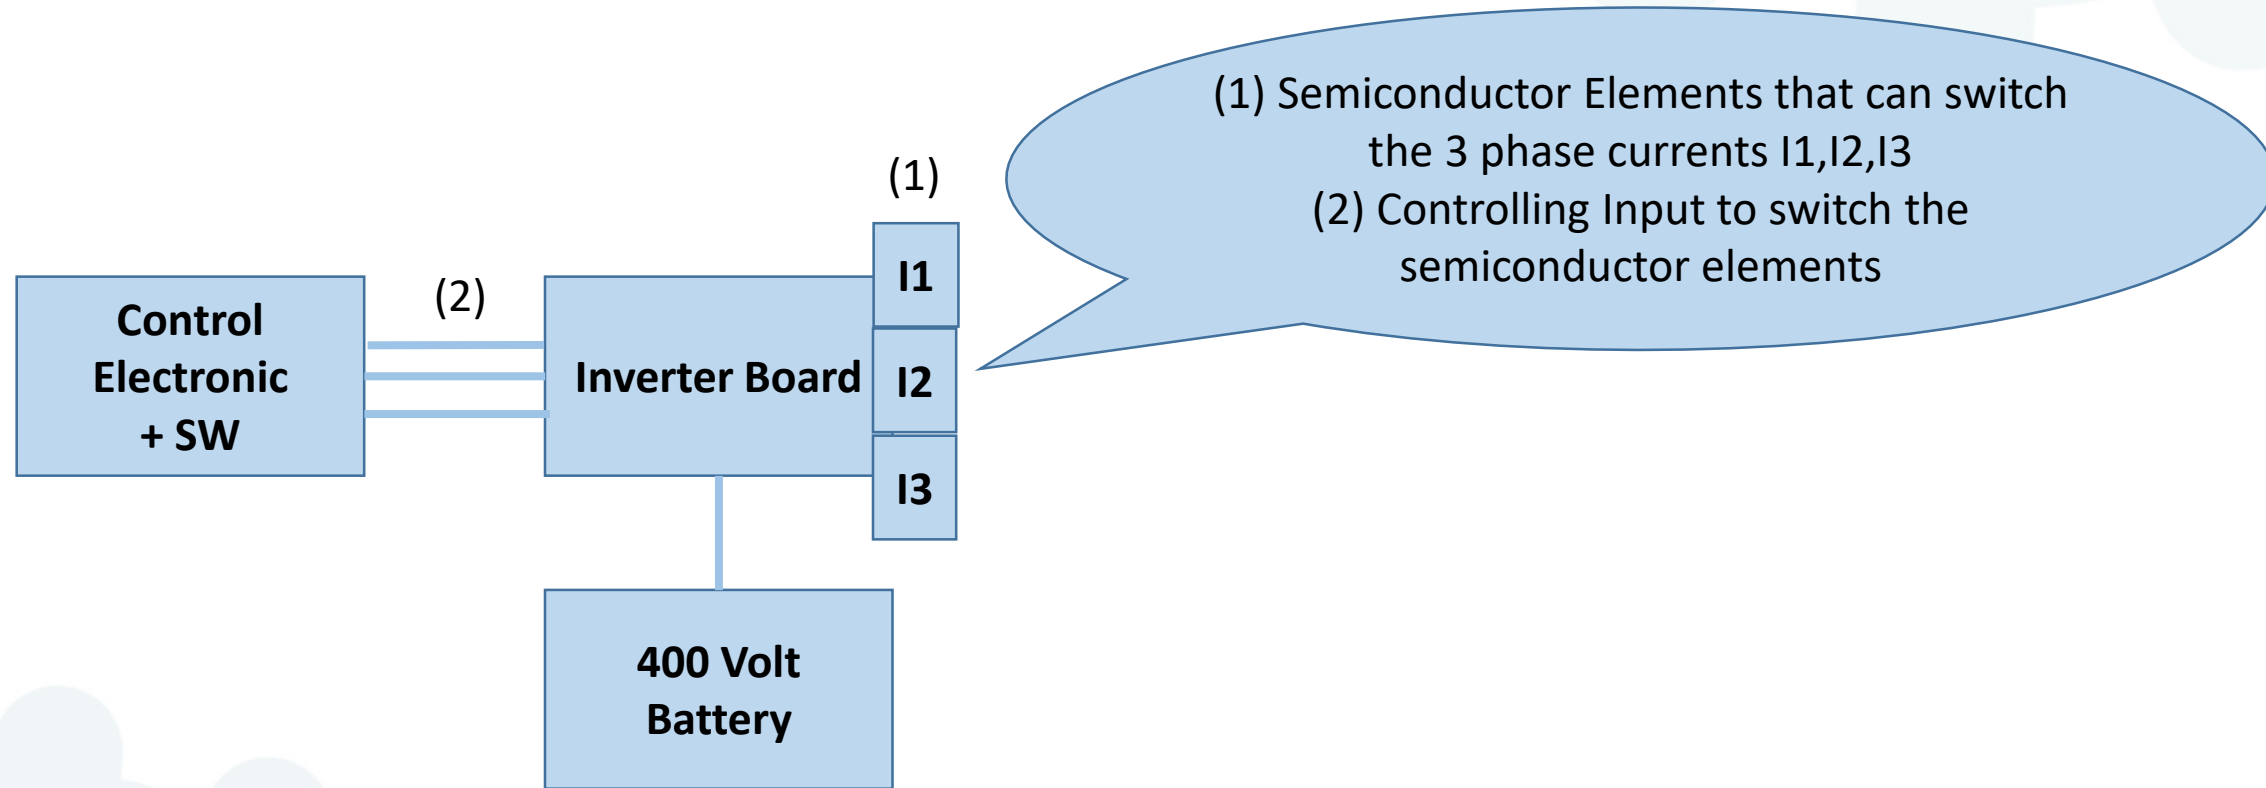 (1) Semiconductor Elements that can switch
the 3 phase currents I1,I2,I3
(2) Controlling Input to switch the
semiconductor elements
(1)
I1
(2)
Control
Electronic
+ SW
Inverter Board
I2
I3
400 Volt
Battery